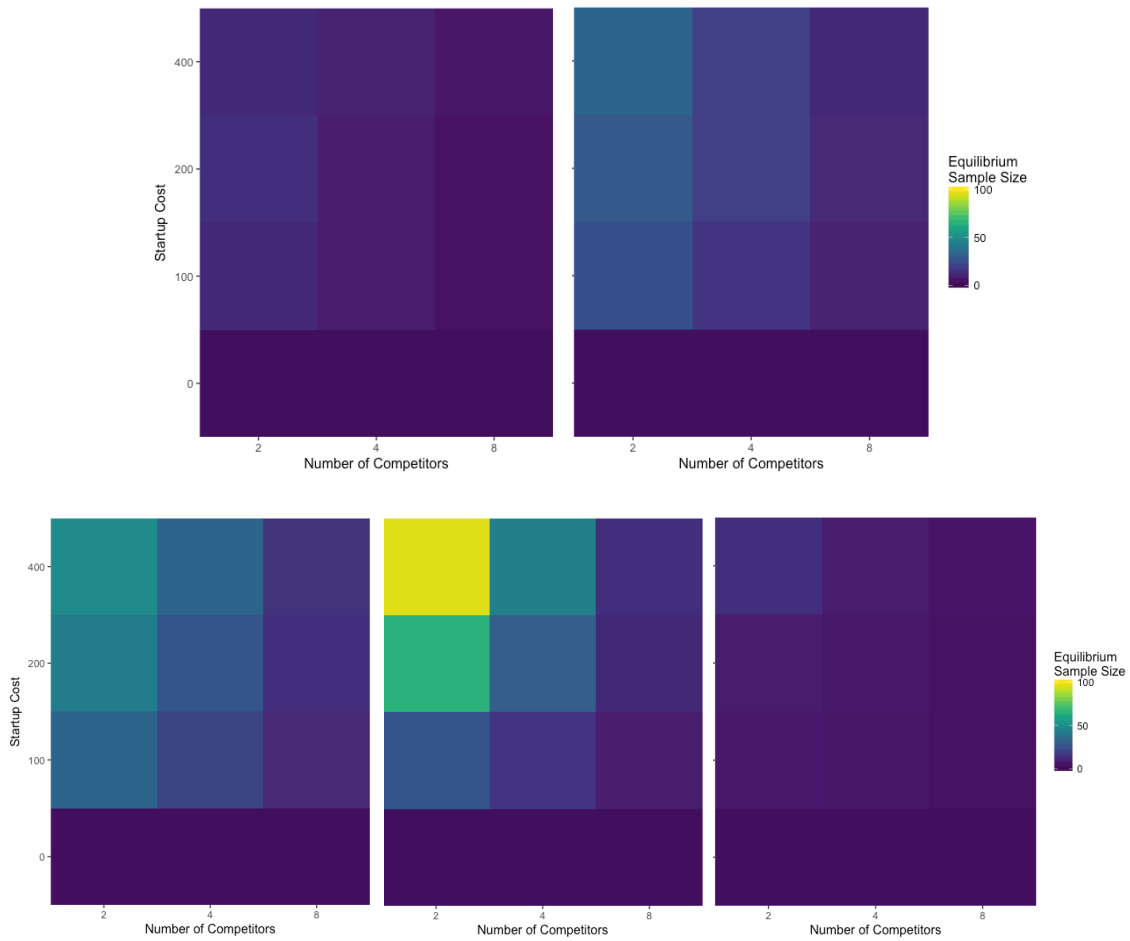 400
200
100
0
Startup Cost
2 4 8
Number of Competitors
2 4 8
Number of Competitors
Equilibrium
Sample Size
100
50
0
400
200
100
0
Startup Cost
2 4 8
Number of Competitors
2 4 8
Number of Competitors
2 4 8
Number of Competitors
Equilibrium
Sample Size
100
50
0